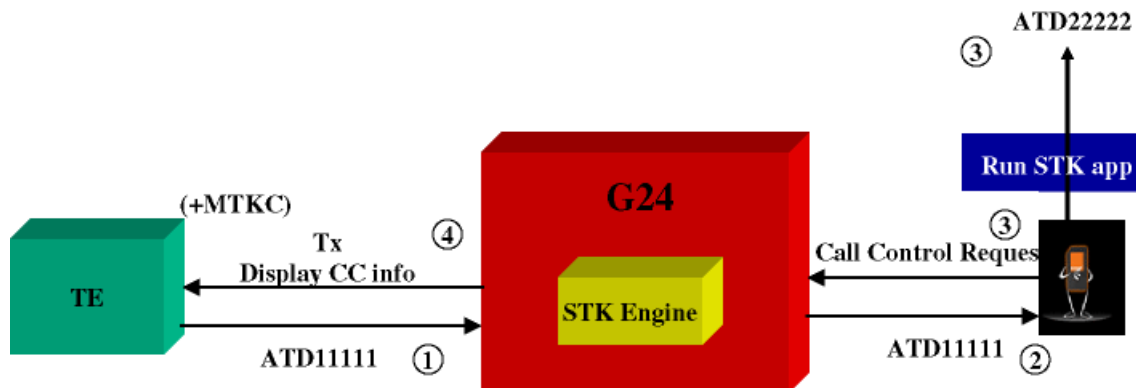 ATD22222
③
Run STK app
G24
(+MTKC)
④
③
Tx
Call Control Reques
Display CC info
TE
STK Engine
ATD11111
①
ATD11111
②